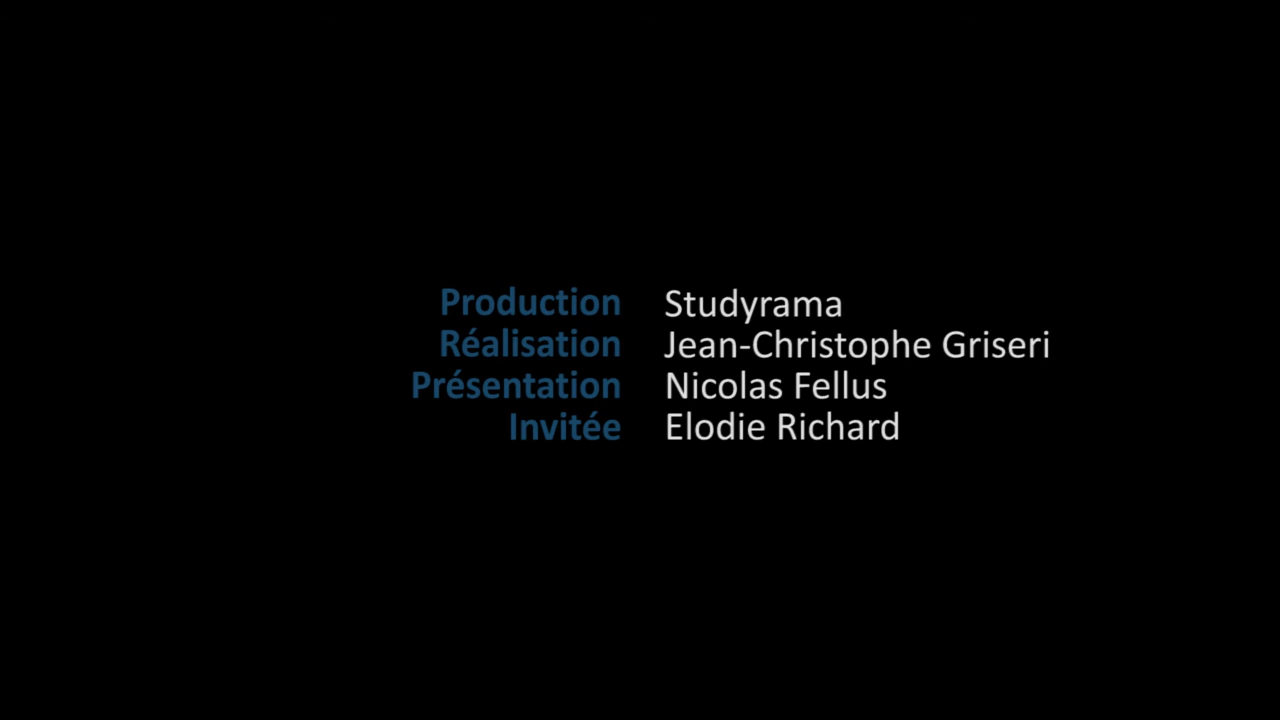 Production Studyrama
Réalisation Jean-Christophe Griseri
Présentation Nicolas Fellus
Invitée Elodie Richard